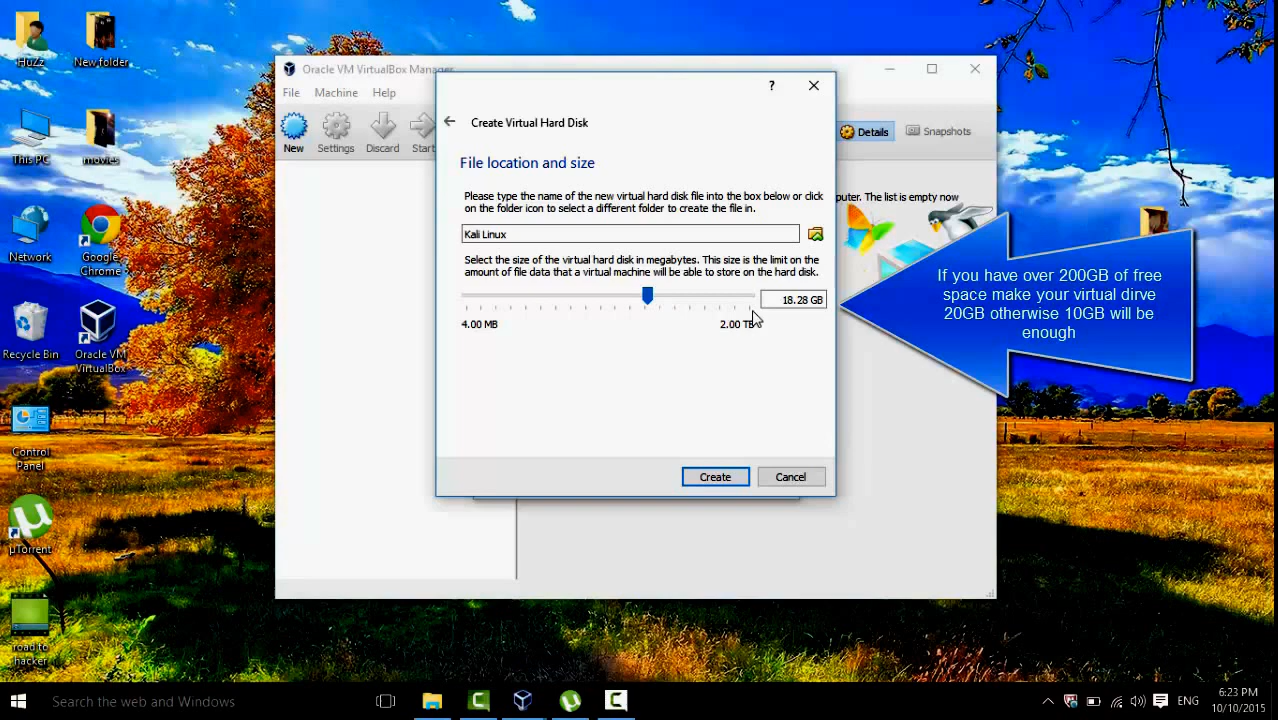 HuZz
New folder
This PC
movies
Network
Google
Chrome
Recycle Bin
Oracle VM
VirtualBox
Control
Panel
µTorrent
road to
hacker
Oracle VM VirtualBox Manager
File Machine Help
New Settings Discard Start
Details Snapshots
puter. The list is empty now
?
Create Virtual Hard Disk
File location and size
Please type the name of the new virtual hard disk file into the box below or click
on the folder icon to select a different folder to create the file in.
Kali Linux
Select the size of the virtual hard disk in megabytes. This size is the limit on the
amount of file data that a virtual machine will be able to store on the hard disk.
18.28 GB
4.00 MB 2.00 TB
Create Cancel
If you have over 200GB of free
space make your virtual dirve
20GB otherwise 10GB will be
enough
Search the web and Windows
ENG
6:23 PM
10/10/2015